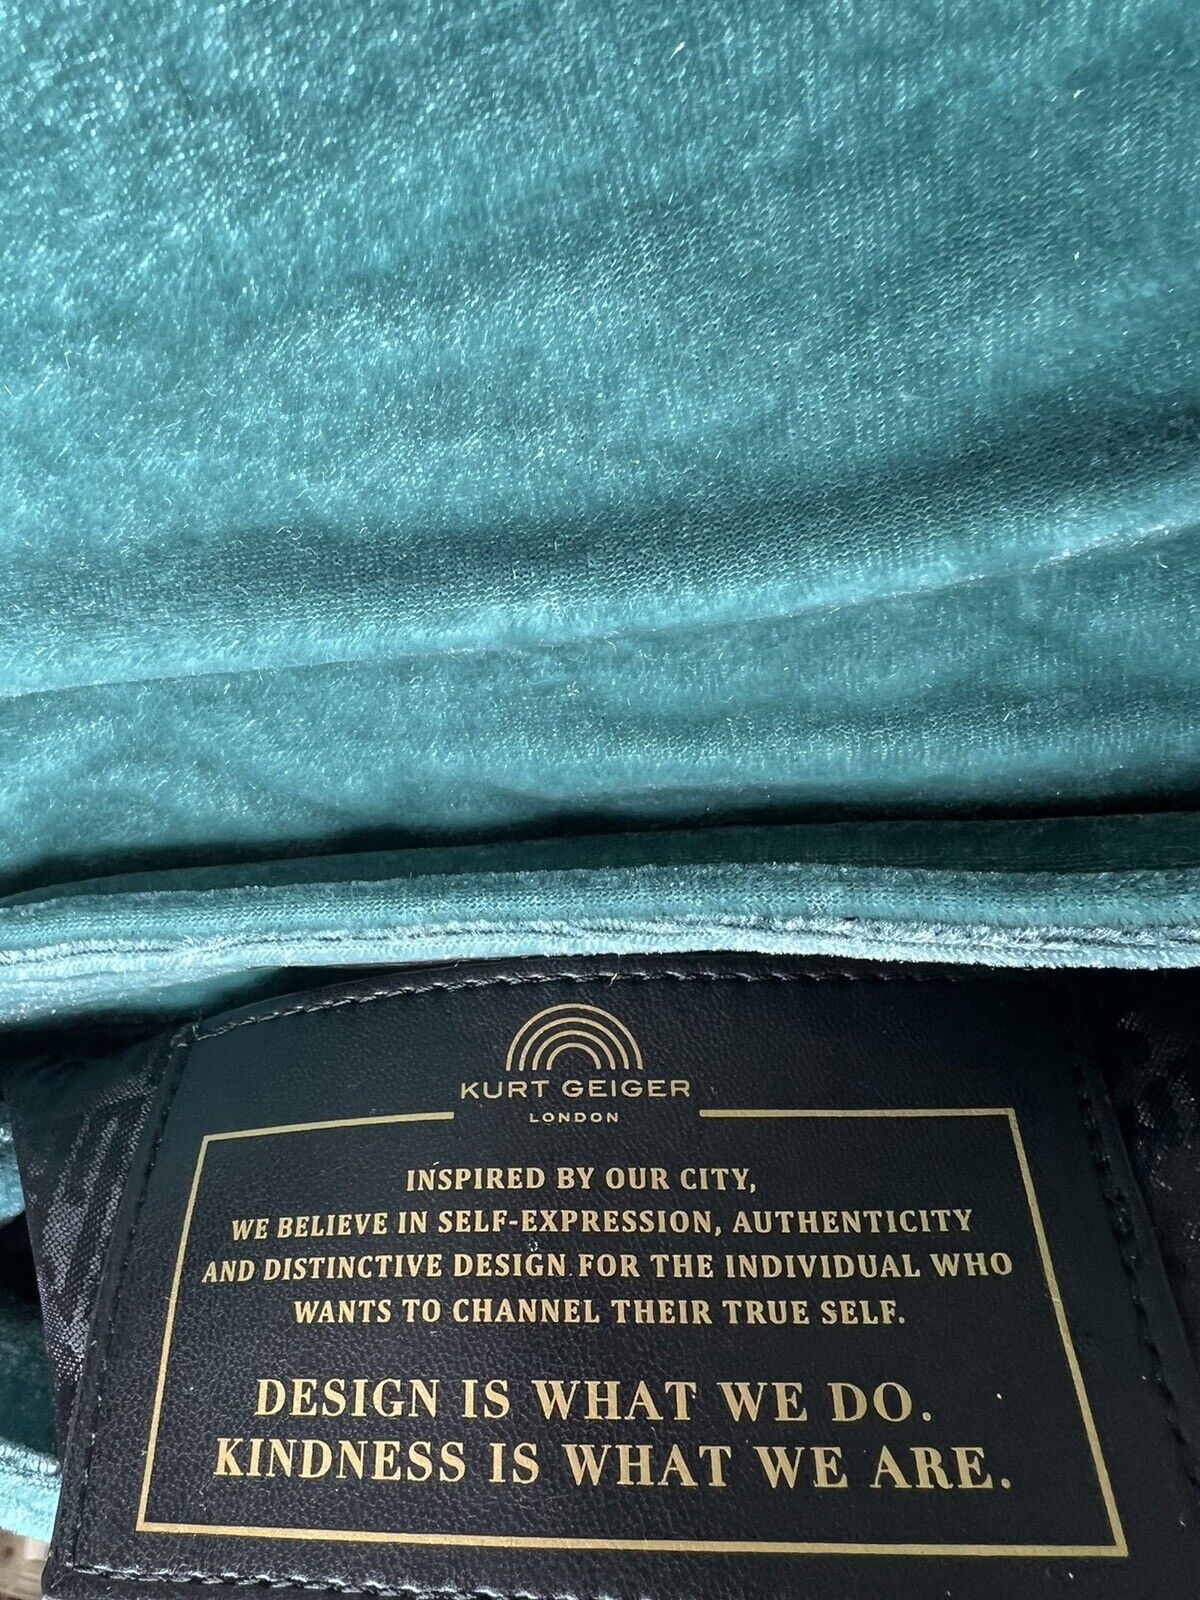 KURT GEIGER
LONDON
INSPIRED BY OUR CITY,
WE BELIEVE IN SELF-EXPRESSION, AUTHENTICITY
AND DISTINCTIVE DESIGN FOR THE INDIVIDUAL WHO
WANTS TO CHANNEL THEIR TRUE SELF.
DESIGN IS WHAT WE DO.
KINDNESS IS WHAT WE ARE.